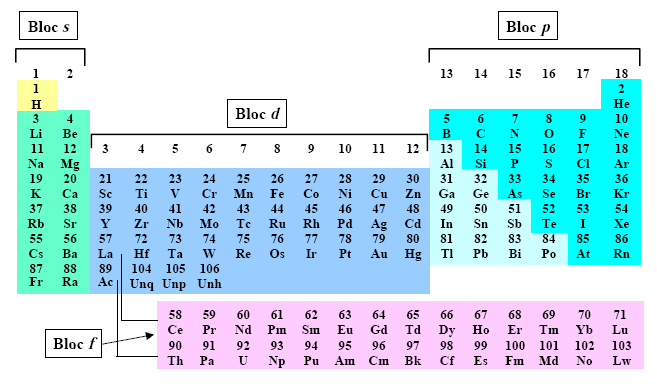 Bloc s Bloc p
1 2 13 14 15 16 17 18
1 2
H He
Bloc d
3 4 5 6 7 8 9 10
Li Be B C N O F Ne
11 12 3 4 5 6 7 8 9 10 11 12 13 14 15 16 17 18
Na Mg Al Si P S Cl Ar
19 20 21 22 23 24 25 26 27 28 29 30 31 32 33 34 35 36
K Ca Sc Ti V Cr Mn Fe Co Ni Cu Zn Ga Ge As Se Br Kr
37 38 39 40 41 42 43 44 45 46 47 48 49 50 51 52 53 54
Rb Sr Y Zr Nb Mo Tc Ru Rh Pd Ag Cd In Sn Sb Te I Xe
55 56 57 72 73 74 75 76 77 78 79 80 81 82 83 84 85 86
Cs Ba La Hf Ta W Re Os Ir Pt Au Hg Tl Pb Bi Po At Rn
87 88 89 104 105 106
Fr Ra Ac Unq Unp Unh
58 59 60 61 62 63 64 65 66 67 68 69 70 71
Ce Pr Nd Pm Sm Eu Gd Td Dy Ho Er Tm Yb Lu
Bloc f
90 91 92 93 94 95 96 97 98 99 100 101 102 103
Th Pa U Np Pu Am Cm Bk Cf Es Fm Md No Lw